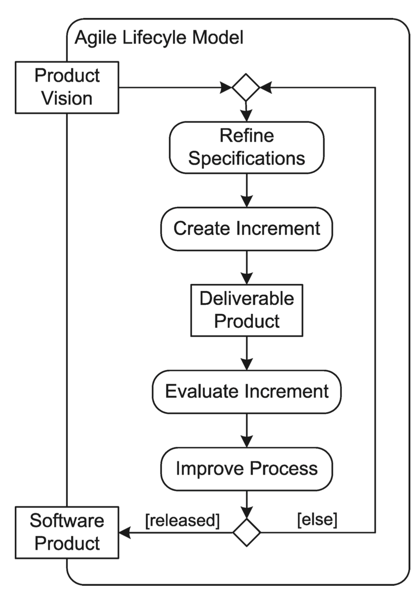 Agile Lifecyle Model
Product
Vision
Refine
Specifications
Create Increment
Deliverable
Product
Evaluate Increment
Improve Process
Software
Product
[released]
[else]